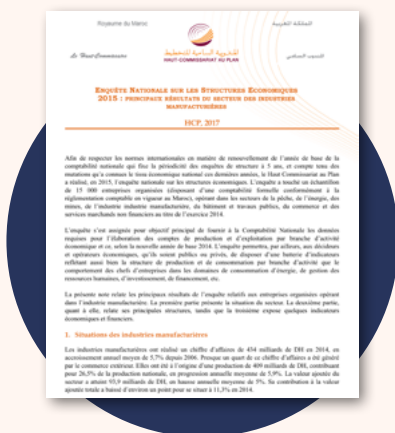 Royaume du Maroc
المملكة المغربية
Le Haut-Commissaire
المندوبية السامية للتخطيط
HAUT-COMMISSARIAT AU PLAN
المندوب السامي
ENQUÊTE NATIONALE SUR LES STRUCTURES ECONOMIQUES
2015 : PRINCIPAUX RÉSULTATS DU SECTEUR DES INDUSTRIES
MANUFACTURIÈRES
HCP, 2017
Afin de respecter les normes internationales en matière de renouvellement de l'année de base de la
comptabilité nationale qui fixe la périodicité des enquêtes de structure à 5 ans, et compte tenu des
mutations qu'a connues le tissu économique national ces dernières années, le Haut Commissariat au Plan
a réalisé, en 2015, l'enquête nationale sur les structures économiques. L'enquête a touché un échantillon
de 15 000 entreprises organisées (disposant d'une comptabilité formelle conformément à la
réglementation comptable en vigueur au Maroc), opérant dans les secteurs de la pêche, de l'énergie, des
mines, de l'industrie manufacturière, du bâtiment et travaux publics, du commerce et des
services marchands non financiers au titre de l'exercice 2014.
L'enquête s'est assignée pour objectif principal de fournir à la Comptabilité Nationale les données
requises pour l'élaboration des comptes de production et d'exploitation par branche d'activité
économique et ce, selon la nouvelle année de base 2014. L'enquête permettra, par ailleurs, aux décideurs
et opérateurs économiques, qu'ils soient publics ou privés, de disposer d'une batterie d'indicateurs
reflétant aussi bien la structure de production et de consommation par branche d'activité que le
comportement des chefs d'entreprises dans les domaines de consommation d'énergie, de gestion des
ressources humaines, d'investissement, de financement, etc.
La présente note relate les principaux résultats de l'enquête relatifs aux entreprises organisées opérant
dans l'industrie manufacturière. La première partie présente la situation du secteur. La deuxième partie,
quant à elle, relate ses principales structures, tandis que la troisième expose quelques indicateurs
économiques et financiers.
1. Situations des industries manufacturières
Les industries manufacturières ont réalisé un chiffre d'affaires de 434 milliards de DH en 2014, en
accroissement annuel moyen de 5,7% depuis 2006. Presque un quart de ce chiffre d'affaires a été généré
par le commerce extérieur. Elles ont été à l'origine d'une production de 409 milliards de DH, contribuant
pour 26,5% de la production nationale, en progression annuelle moyenne de 5,9%. La valeur ajoutée du
secteur a atteint 93,9 milliards de DH, en hausse annuelle moyenne de 5%. Sa contribution à la valeur
ajoutée totale a baissé d'environ un point pour se situer à 11,3% en 2014.